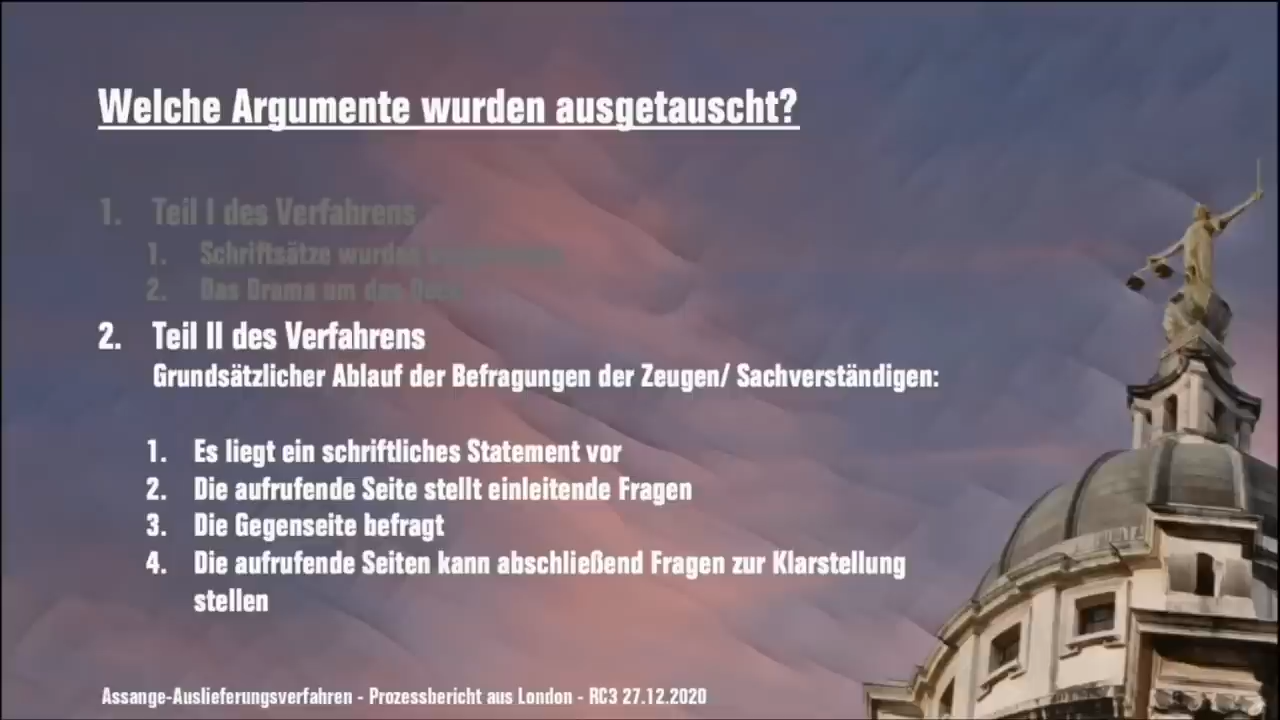 Welche Argumente wurden ausgetauscht?
1. Teil I des Verfahrens
1. Schriftsätze wurden
2. Das Drama um das
2. Teil II des Verfahrens
Grundsätzlicher Ablauf der Befragungen der Zeugen/ Sachverständigen:
1. Es liegt ein schriftliches Statement vor
2. Die aufrufende Seite stellt einleitende Fragen
3. Die Gegenseite befragt
4. Die aufrufende Seiten kann abschließend Fragen zur Klarstellung
stellen
Assange-Auslieferungsverfahren - Prozessbericht aus London - RC3 27.12.2020